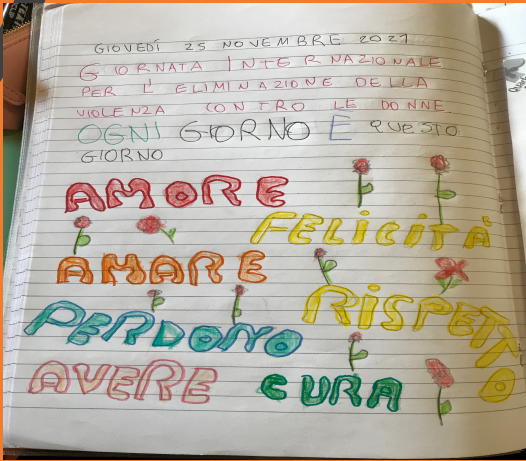 GIOVEDÍ 25 NOVEMBRE 2021
GIORNATA INTERNAZIONALE
PER L'ELIMINAZIONE DELLA
VIOLENZA CONTRO LE DONNE
OGNI GIORNO E QUESTO
GIORNO
AMORE
FELICITÀ
AMARE
RISPETTO
PERDONO
AVERE CURA